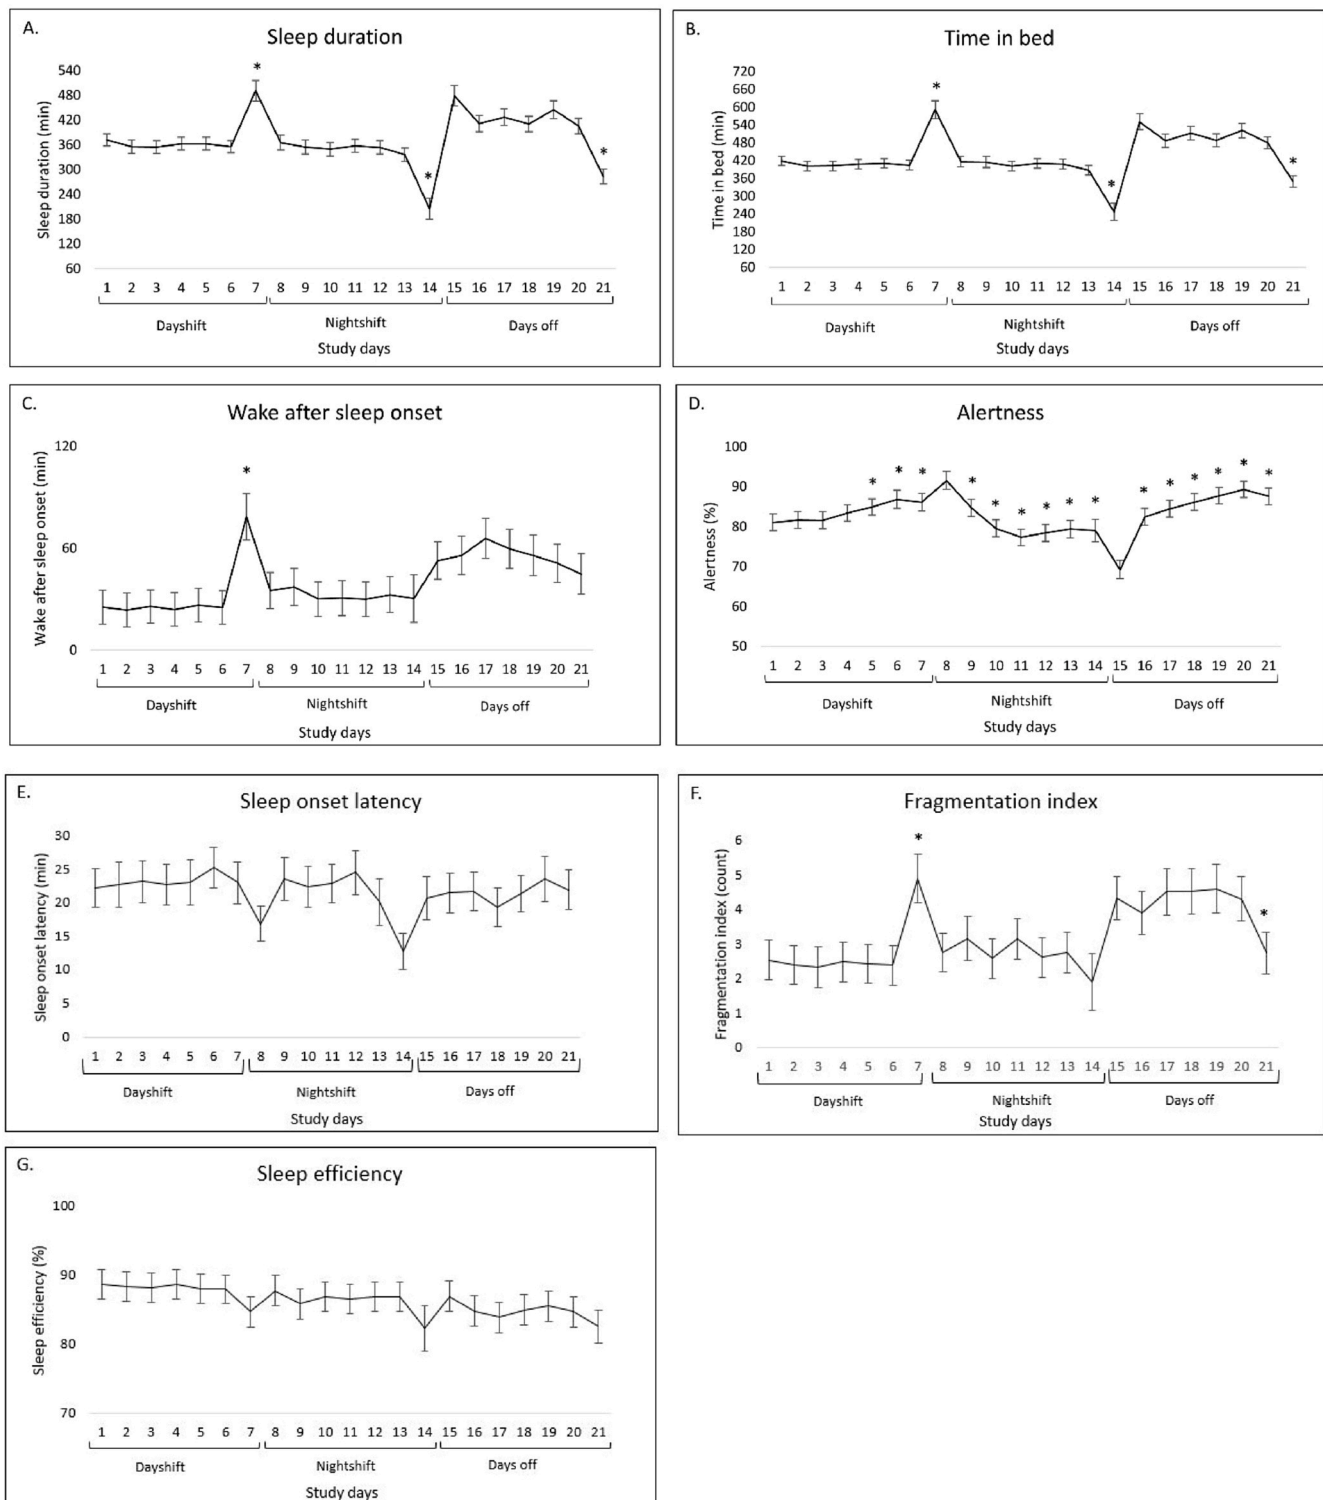 A.
Sleep duration
*
*
*
Sleep duration (min)
540
480
420
360
300
240
180
120
60
1 2 3 4 5 6 7 8 9 10 11 12 13 14 15 16 17 18 19 20 21
Dayshift Nightshift Days off
Study days
B.
Time in bed
*
*
*
Time in bed (min)
720
660
600
540
480
420
360
300
240
180
120
60
1 2 3 4 5 6 7 8 9 10 11 12 13 14 15 16 17 18 19 20 21
Dayshift Nightshift Days off
Study days
C.
Wake after sleep onset
*
Wake after sleep onset (min)
120
60
0
1 2 3 4 5 6 7 8 9 10 11 12 13 14 15 16 17 18 19 20 21
Dayshift Nightshift Days off
Study days
D.
Alertness
* * * * * * * * * * * * * * *
Alertness (%)
100
90
80
70
60
50
1 2 3 4 5 6 7 8 9 10 11 12 13 14 15 16 17 18 19 20 21
Dayshift Nightshift Days off
Study days
E.
Sleep onset latency
Sleep onset latency (min)
30
25
20
15
10
5
0
1 2 3 4 5 6 7 8 9 10 11 12 13 14 15 16 17 18 19 20 21
Dayshift Nightshift Days off
Study days
F.
Fragmentation index
*
*
Fragmentation index (count)
6
5
4
3
2
1
0
1 2 3 4 5 6 7 8 9 10 11 12 13 14 15 16 17 18 19 20 21
Dayshift Nightshift Days off
Study days
G.
Sleep efficiency
Sleep efficiency (%)
100
90
80
70
1 2 3 4 5 6 7 8 9 10 11 12 13 14 15 16 17 18 19 20 21
Dayshift Nightshift Days off
Study days